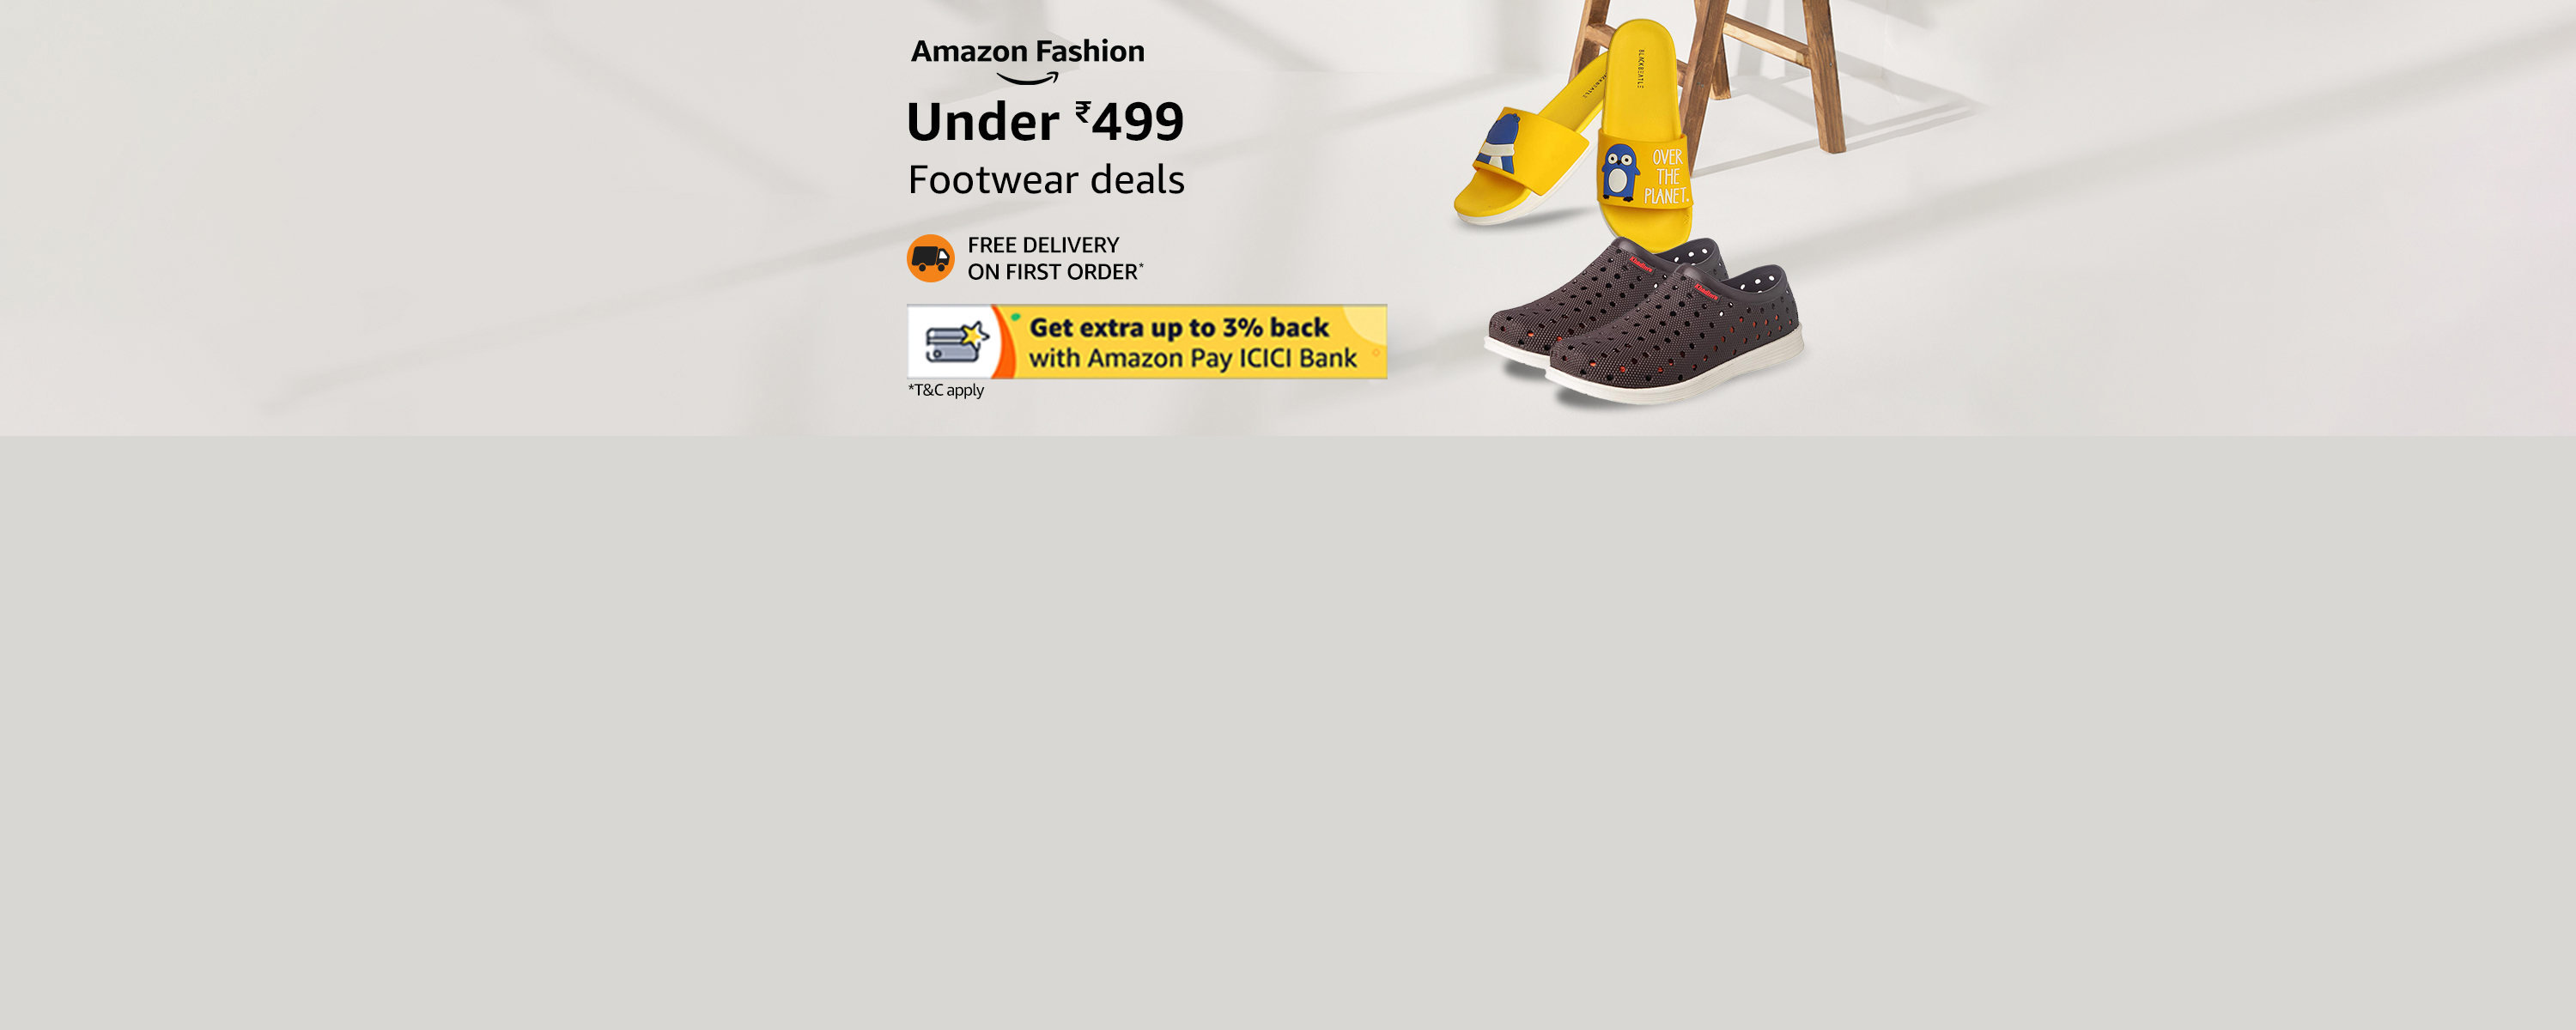 Amazon Fashion
Under ₹499
Footwear deals
FREE DELIVERY
ON FIRST ORDER*
Get extra up to 3% back
with Amazon Pay ICICI Bank
*T&C apply
BLACKBEATLE
OVER
THE
PLANET.